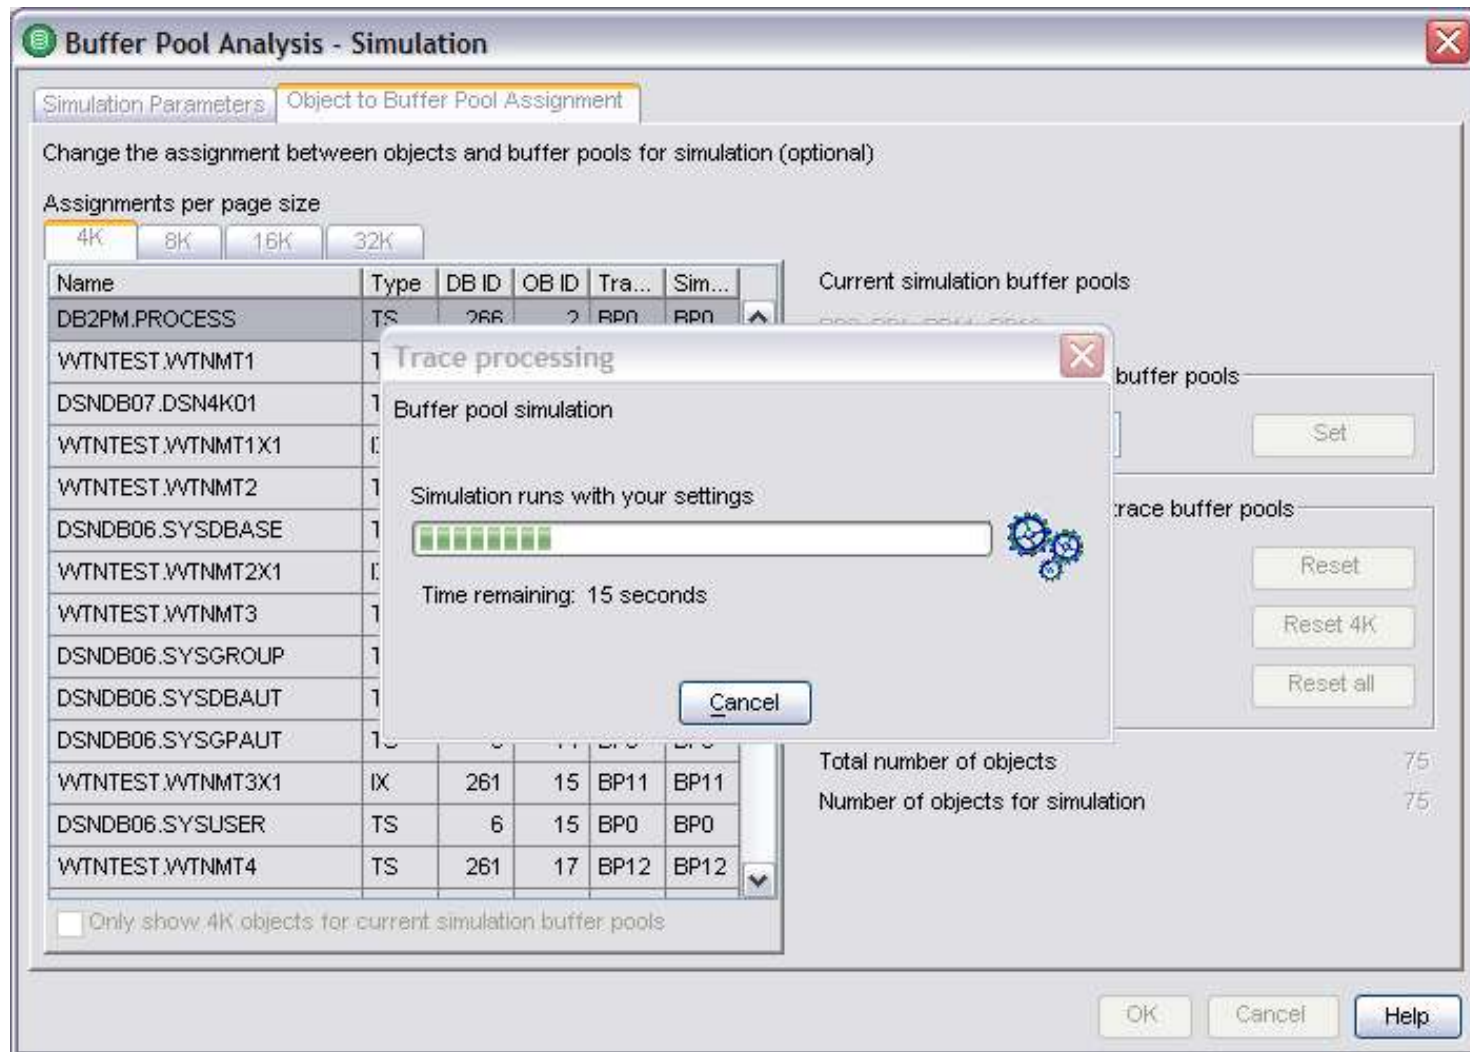 Buffer Pool Analysis - Simulation
Simulation Parameters Object to Buffer Pool Assignment
Change the assignment between objects and buffer pools for simulation (optional)
Assignments per page size
4K 8K 16K 32K
Name Type DB ID OB ID Tra... Sim...
Current simulation buffer pools
DB2PM.PROCESS TS 266 2 BP0 BP0
WTNTEST.WTNMT1
DSNDB07.DSN4K01
WTNTEST.WTNMT1X1
WTNTEST.WTNMT2
DSNDB06.SYSDBASE
WTNTEST.WTNMT2X1
WTNTEST.WTNMT3
DSNDB06.SYSGROUP
DSNDB06.SYSDBAUT
DSNDB06.SYSGPAUT
WTNTEST.WTNMT3X1 IX 261 15 BP11 BP11
DSNDB06.SYSUSER TS 6 15 BP0 BP0
WTNTEST.WTNMT4 TS 261 17 BP12 BP12
Only show 4K objects for current simulation buffer pools
Trace processing
Buffer pool simulation
Simulation runs with your settings
Time remaining: 15 seconds
Cancel
buffer pools
Set
trace buffer pools
Reset
Reset 4K
Reset all
Total number of objects 75
Number of objects for simulation 75
OK Cancel Help